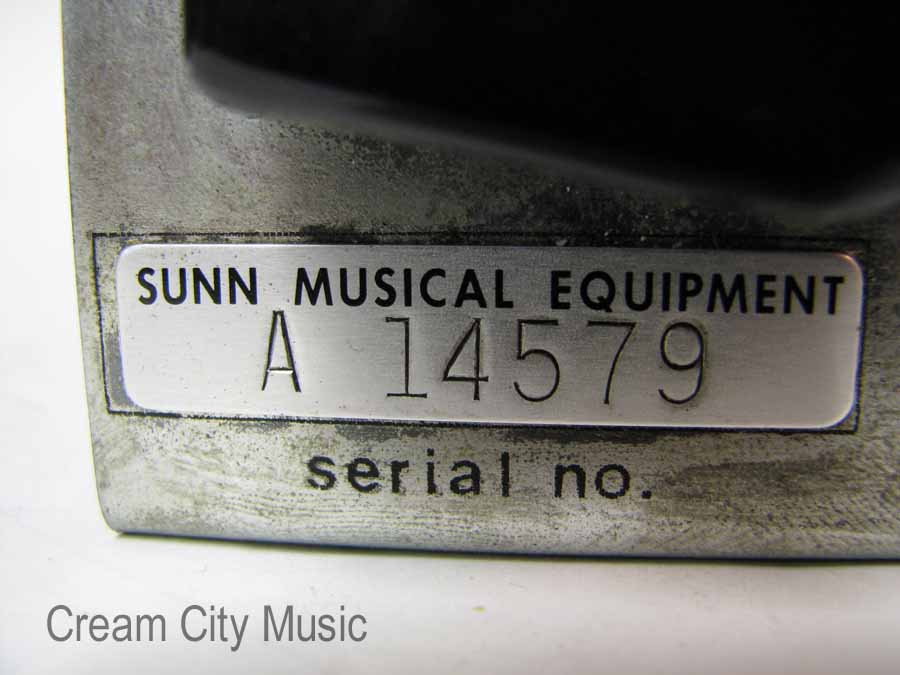 SUNN MUSICAL EQUIPMENT
A 14579
serial no.
Cream City Music